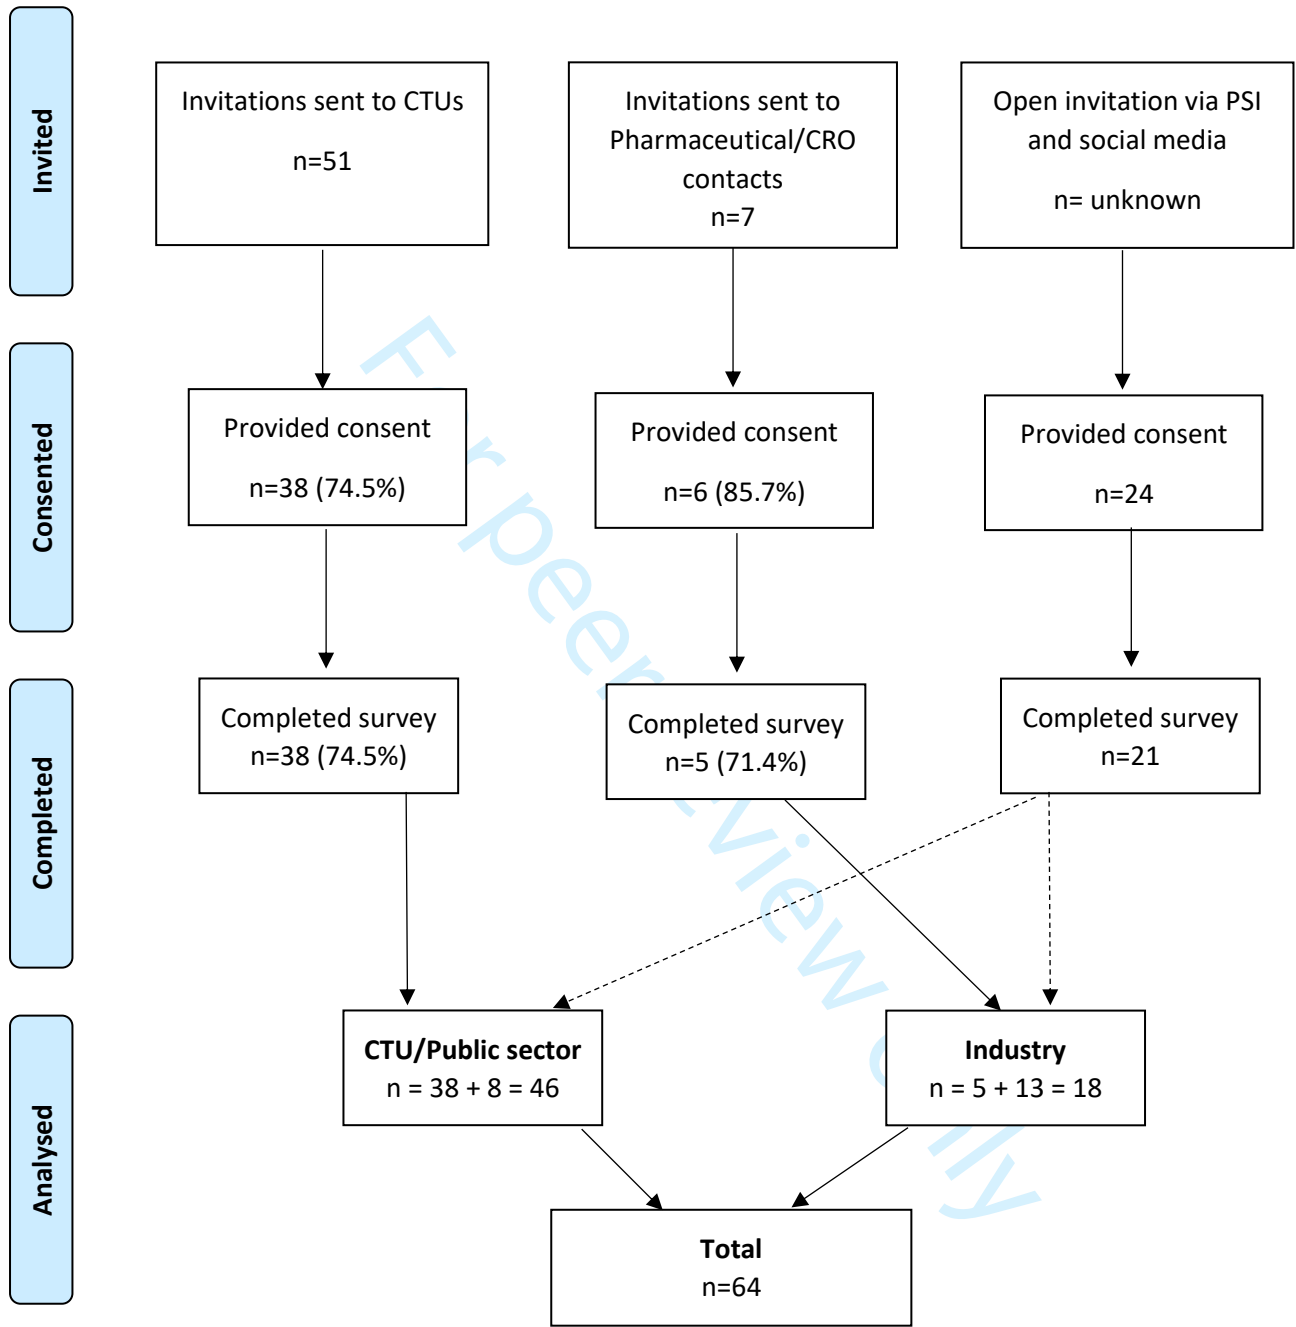 Invited
Invitations sent to CTUs
n=51
Invitations sent to
Pharmaceutical/CRO
contacts
n=7
Open invitation via PSI
and social media
n= unknown
Consented
Provided consent
n=38 (74.5%)
Provided consent
n=6 (85.7%)
Provided consent
n=24
Completed
Completed survey
n=38 (74.5%)
Completed survey
n=5 (71.4%)
Completed survey
n=21
Analysed
CTU/Public sector
n = 38 + 8 = 46
Industry
n = 5 + 13 = 18
Total
n=64
For peer review only